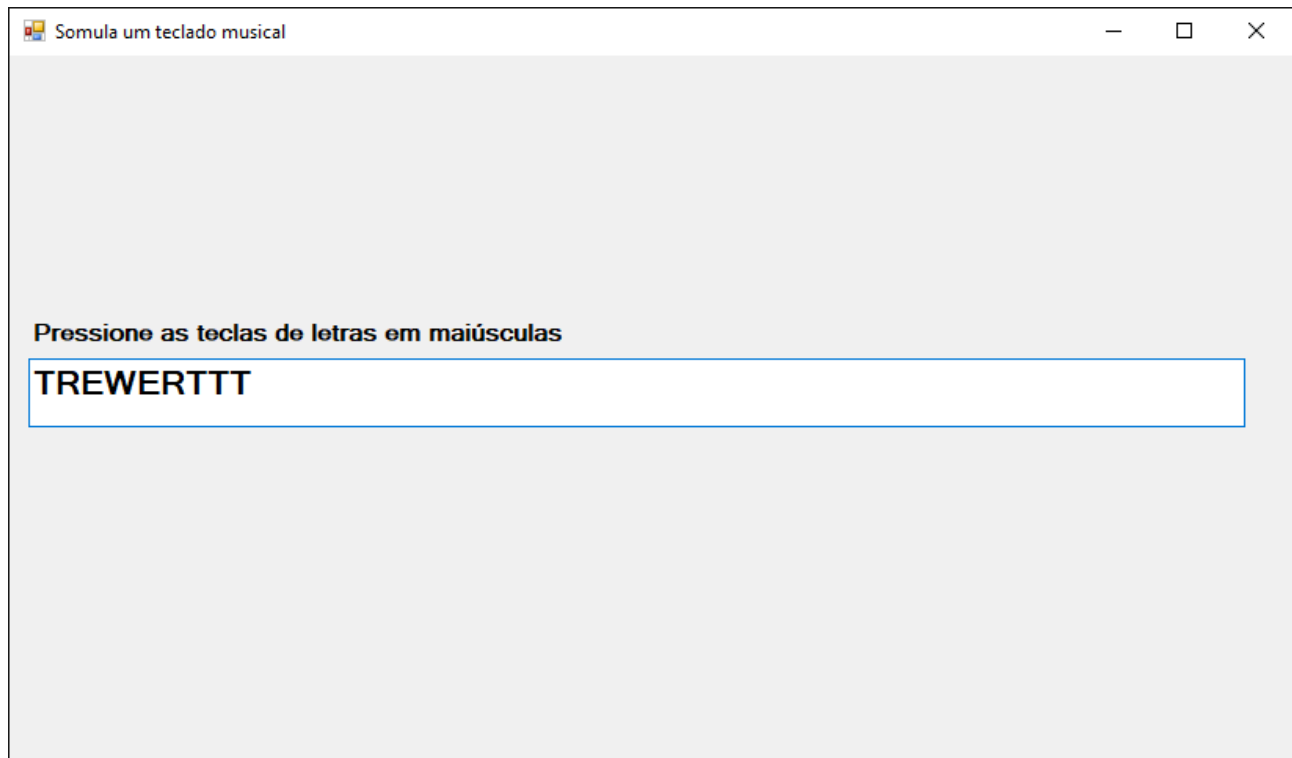 Somula um teclado musical
Pressione as teclas de letras em maiúsculas
TREWERTTT